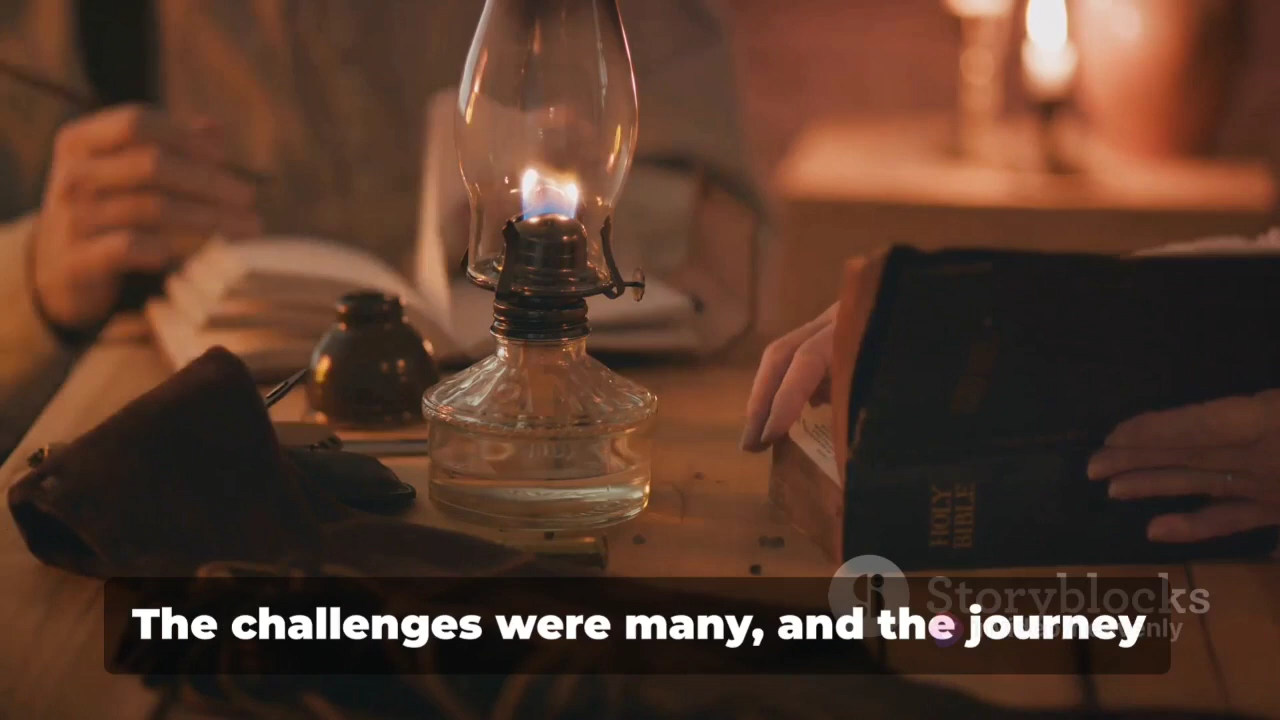 HOLY
BIBLE
Storyblocks
The challenges were many, and the journey